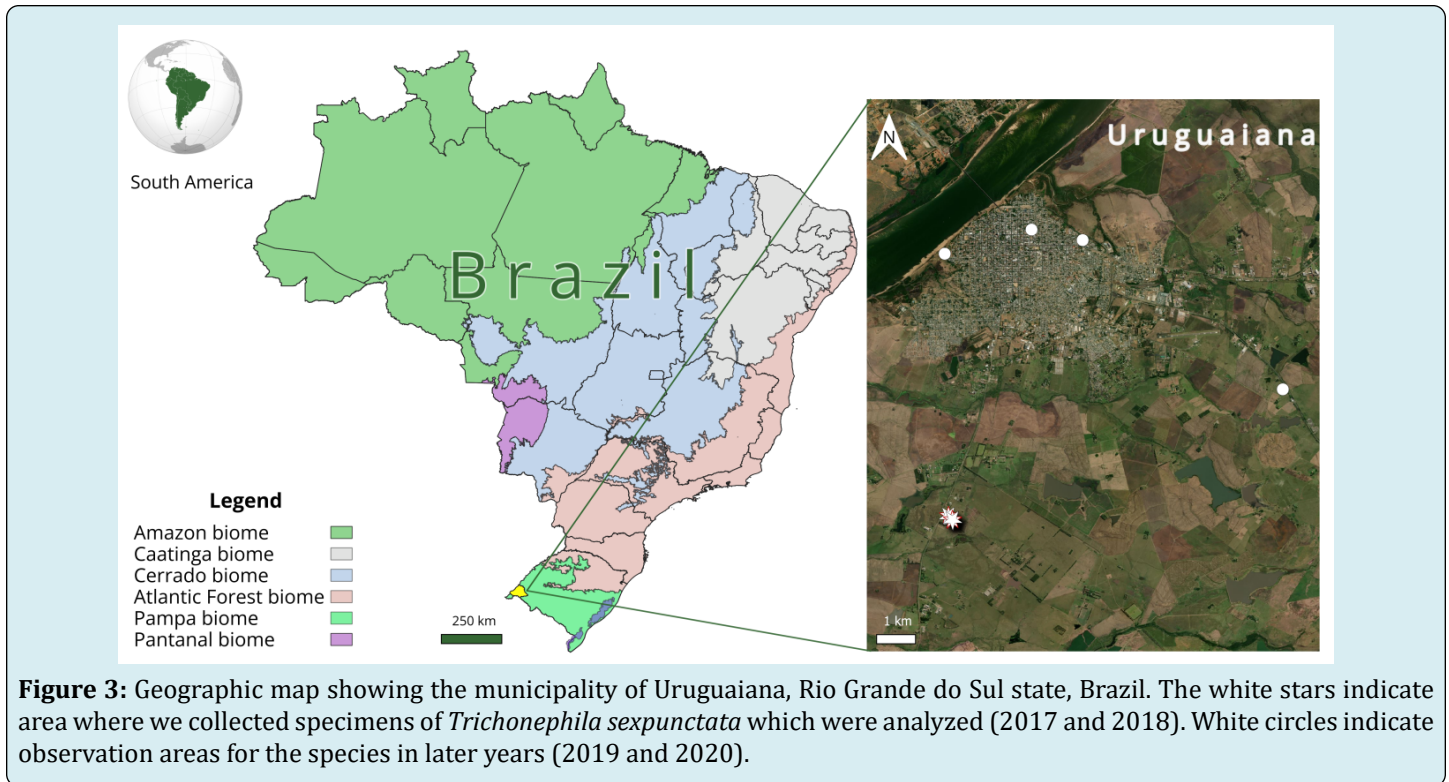 South America
Brazil
N
Uruguaiana
Legend
Amazon biome
Caatinga biome
Cerrado biome
Atlantic Forest biome
Pampa biome
Pantanal biome
250 km
1 km
Figure 3: Geographic map showing the municipality of Uruguaiana, Rio Grande do Sul state, Brazil. The white stars indicate
area where we collected specimens of Trichonephila sexpunctata which were analyzed (2017 and 2018). White circles indicate
observation areas for the species in later years (2019 and 2020).